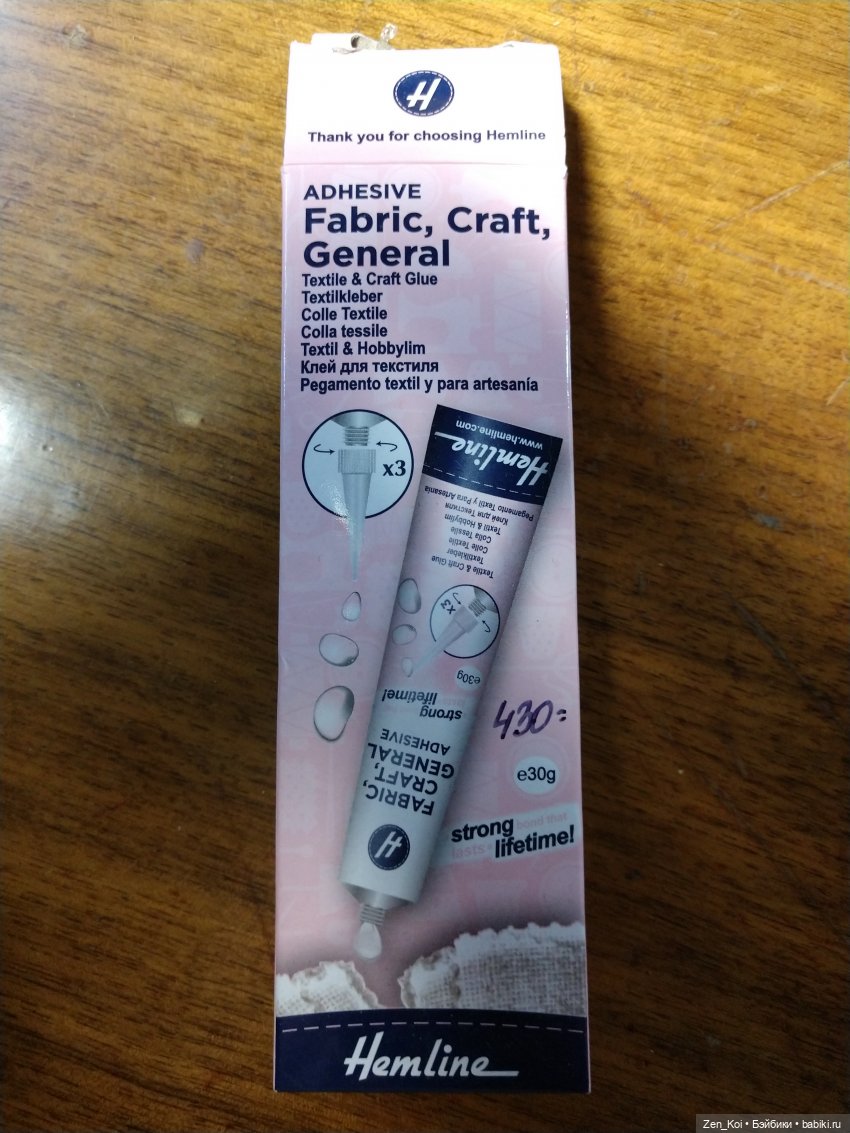 H
Thank you for choosing Hemline
ADHESIVE
Fabric, Craft,
General
Textile & Craft Glue
Textilkleber
Colle Textile
Colla tessile
Textil & Hobbylim
Клей для текстиля
Pegamento textil y para artesanía
x3
www.hemline.com
Hemline
Pegamento Textil y Para Artesanía
Клей для Текстиля
Textil & Hobbylim
Colla Tessile
Colle Textile
Textilkleber
Textile & Craft Glue
x3
e30g
strong
lifetime!
FABRIC,
CRAFT,
GENERAL
ADHESIVE
H
430=
e30g
strong bond that
lasts a lifetime!
Hemline
Zen_Koi • Бэйбики • babiki.ru